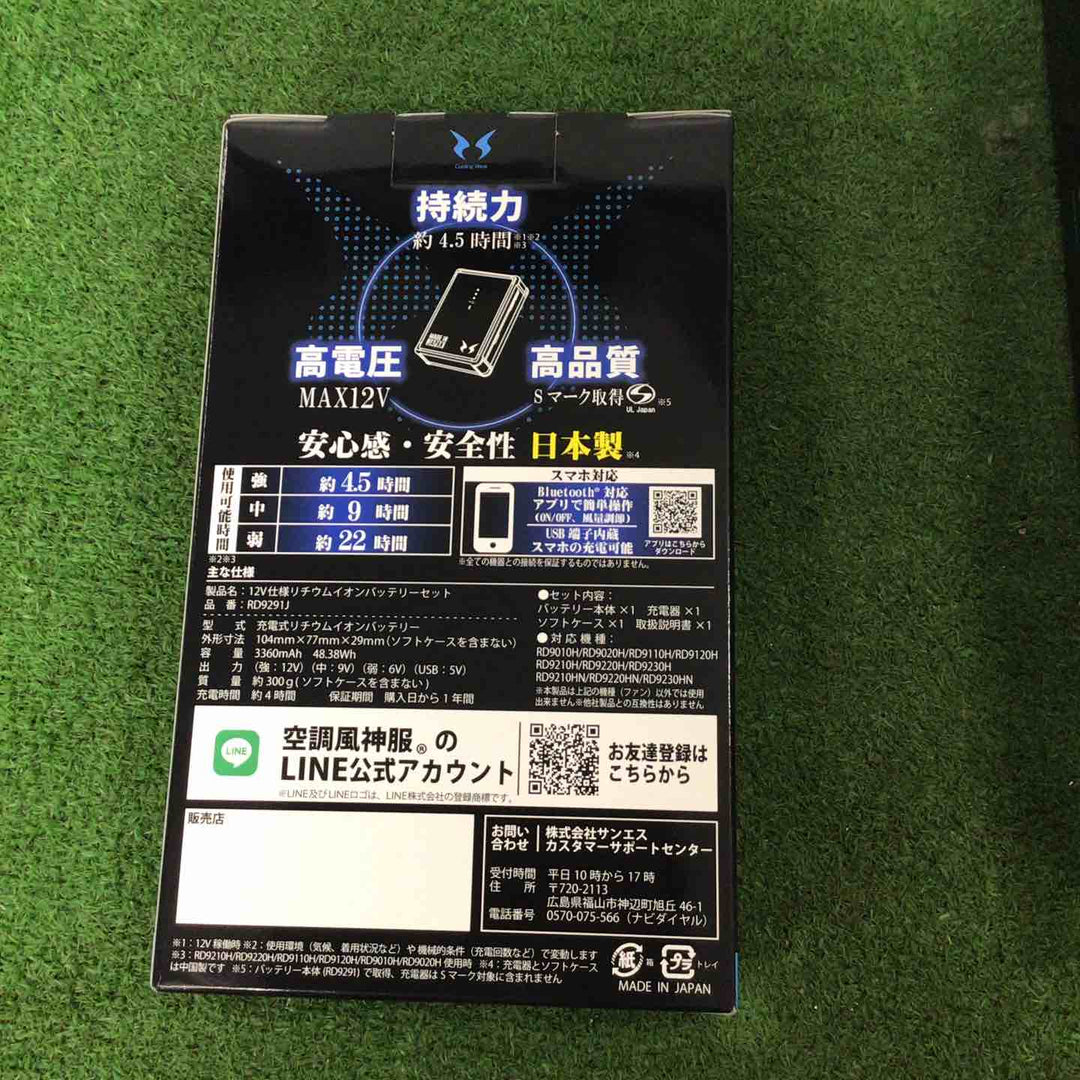 Cooling Wave
持続力
約 4.5 時間 ※1※2
※3
高電圧
MAX12V
高品質
Sマーク取得 ※5
UL Japan
安心感・安全性 日本製 ※4
使用可能時間
強 約 4.5 時間
中 約 9 時間
弱 約 22 時間
※2※3
スマホ対応
Bluetooth® 対応
アプリで簡単操作
(ON/OFF、風量調節)
USB 端子内蔵
スマホの充電可能
アプリはこちらから
ダウンロード
※全ての機器との接続を保証するものではありません。
主な仕様
製品名：12V仕様リチウムイオンバッテリーセット
品 番：RD9291J
型 式 充電式リチウムイオンバッテリー
外形寸法 104mm×77mm×29mm(ソフトケースを含まない)
容 量 3360mAh 48.38Wh
出 力 (強：12V) (中：9V) (弱：6V) (USB：5V)
質 量 約300g(ソフトケースを含まない)
充電時間 約4時間 保証期間 購入日から1年間
●セット内容：
バッテリー本体 ×1 充電器 ×1
ソフトケース ×1 取扱説明書 ×1
●対応機種：
RD9010H/RD9020H/RD9110H/RD9120H
RD9210H/RD9220H/RD9230H
RD9210HN/RD9220HN/RD9230HN
※本製品は上記の機種（ファン）以外では使用
出来ません※他社製品との互換性はありません
LINE
空調風神服®の
LINE公式アカウント
※LINE及びLINEロゴは、LINE株式会社の登録商標です。
お友達登録は
こちらから
販売店
お問い
合わせ
株式会社サンエス
カスタマーサポートセンター
受付時間 平日10時から17時
住 所 〒720-2113
広島県福山市神辺町旭丘 46-1
電話番号 0570-075-566（ナビダイヤル）
※1：12V 稼働時 ※2：使用環境（気候、着用状況など）や機械的条件（充電回数など）で変動します
※3：RD9210H/RD9220H/RD9110H/RD9120H/RD9010H/RD9020H 使用時 ※4：充電器とソフトケース
は中国製です ※5：バッテリー本体 (RD9291) で取得、充電器は S マーク対象に含まれません
紙 箱 プラ トレイ
MADE IN JAPAN